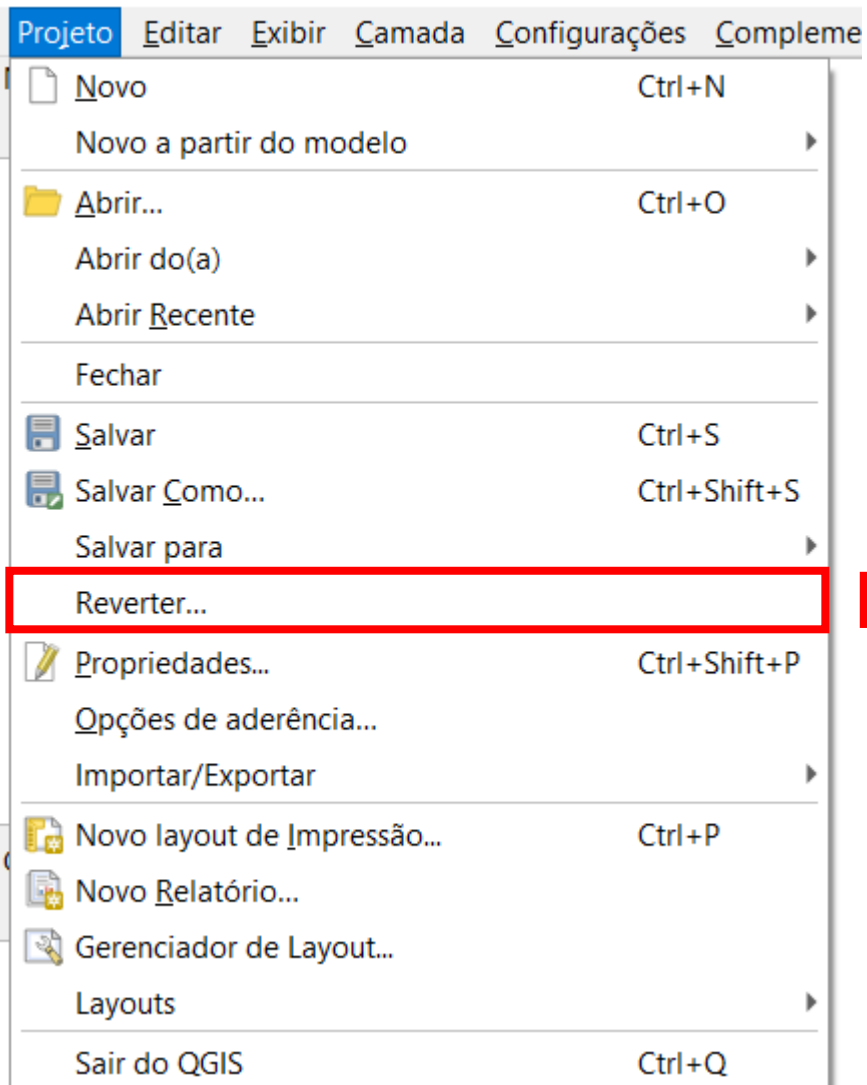 Projeto Editar Exibir Camada Configurações Compleme
Novo Ctrl+N
Novo a partir do modelo
Abrir... Ctrl+O
Abrir do(a)
Abrir Recente
Fechar
Salvar Ctrl+S
Salvar Como... Ctrl+Shift+S
Salvar para
Reverter...
Propriedades... Ctrl+Shift+P
Opções de aderência...
Importar/Exportar
Novo layout de Impressão... Ctrl+P
Novo Relatório...
Gerenciador de Layout...
Layouts
Sair do QGIS Ctrl+Q